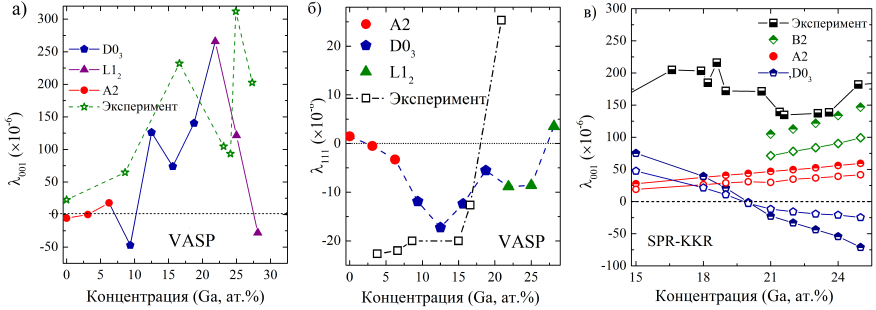 а)
300
250
200
150
100
50
0
-50
λ001 (×10⁻⁶)
D0₃
L1₂
A2
Эксперимент
VASP
0 5 10 15 20 25 30
Концентрация (Ga, ат.%)
б)
20
10
0
-10
-20
λ111 (×10⁻⁶)
A2
D0₃
L1₂
Эксперимент
VASP
0 5 10 15 20 25
Концентрация (Ga, ат.%)
в)
300
250
200
150
100
50
0
-50
-100
λ001 (×10⁻⁶)
Эксперимент
B2
A2
D0₃
SPR-KKR
15 18 21 24
Концентрация (Ga, ат.%)